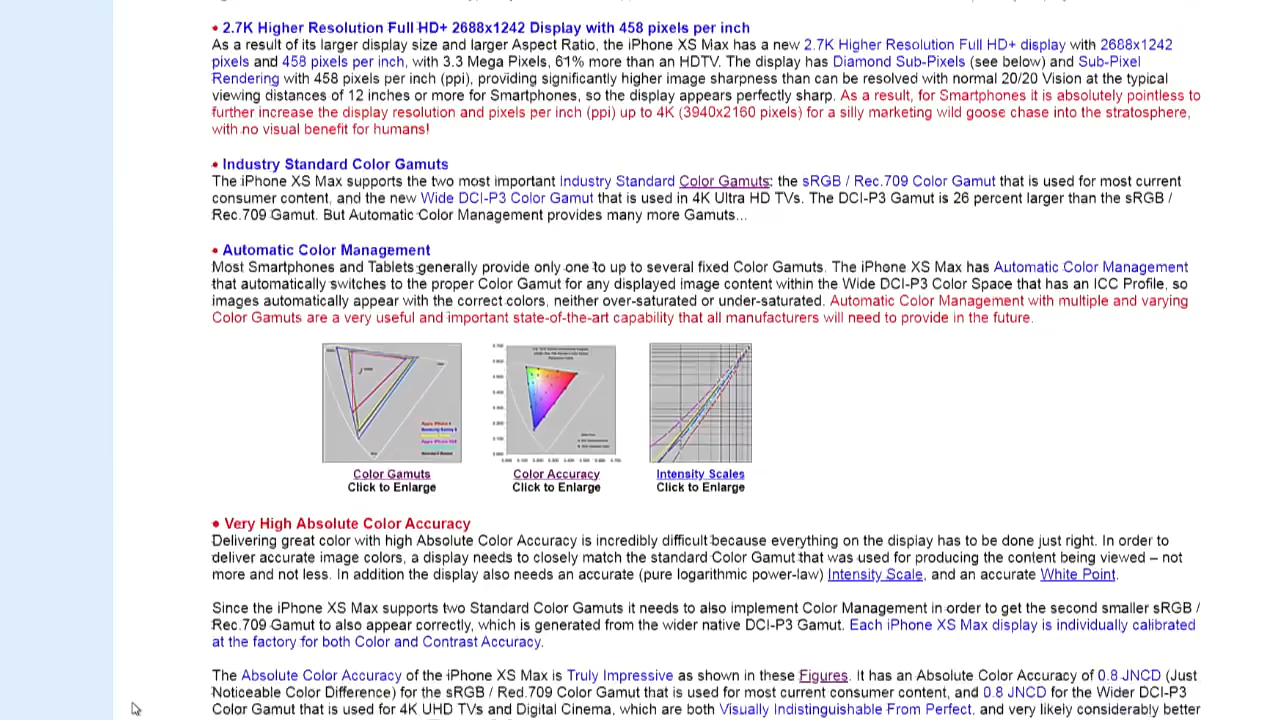 • 2.7K Higher Resolution Full HD+ 2688x1242 Display with 458 pixels per inch
As a result of its larger display size and larger Aspect Ratio, the iPhone XS Max has a new 2.7K Higher Resolution Full HD+ display with 2688x1242
pixels and 458 pixels per inch, with 3.3 Mega Pixels, 61% more than an HDTV. The display has Diamond Sub-Pixels (see below) and Sub-Pixel
Rendering with 458 pixels per inch (ppi), providing significantly higher image sharpness than can be resolved with normal 20/20 Vision at the typical
viewing distances of 12 inches or more for Smartphones, so the display appears perfectly sharp. As a result, for Smartphones it is absolutely pointless to
further increase the display resolution and pixels per inch (ppi) up to 4K (3940x2160 pixels) for a silly marketing wild goose chase into the stratosphere,
with no visual benefit for humans!
• Industry Standard Color Gamuts
The iPhone XS Max supports the two most important Industry Standard Color Gamuts: the sRGB / Rec.709 Color Gamut that is used for most current
consumer content, and the new Wide DCI-P3 Color Gamut that is used in 4K Ultra HD TVs. The DCI-P3 Gamut is 26 percent larger than the sRGB /
Rec.709 Gamut. But Automatic Color Management provides many more Gamuts...
• Automatic Color Management
Most Smartphones and Tablets generally provide only one to up to several fixed Color Gamuts. The iPhone XS Max has Automatic Color Management
that automatically switches to the proper Color Gamut for any displayed image content within the Wide DCI-P3 Color Space that has an ICC Profile, so
images automatically appear with the correct colors, neither over-saturated or under-saturated. Automatic Color Management with multiple and varying
Color Gamuts are a very useful and important state-of-the-art capability that all manufacturers will need to provide in the future.
Color Gamuts
Click to Enlarge
Color Accuracy
Click to Enlarge
Intensity Scales
Click to Enlarge
• Very High Absolute Color Accuracy
Delivering great color with high Absolute Color Accuracy is incredibly difficult because everything on the display has to be done just right. In order to
deliver accurate image colors, a display needs to closely match the standard Color Gamut that was used for producing the content being viewed – not
more and not less. In addition the display also needs an accurate (pure logarithmic power-law) Intensity Scale, and an accurate White Point.
Since the iPhone XS Max supports two Standard Color Gamuts it needs to also implement Color Management in order to get the second smaller sRGB /
Rec.709 Gamut to also appear correctly, which is generated from the wider native DCI-P3 Gamut. Each iPhone XS Max display is individually calibrated
at the factory for both Color and Contrast Accuracy.
The Absolute Color Accuracy of the iPhone XS Max is Truly Impressive as shown in these Figures. It has an Absolute Color Accuracy of 0.8 JNCD (Just
Noticeable Color Difference) for the sRGB / Red.709 Color Gamut that is used for most current consumer content, and 0.8 JNCD for the Wider DCI-P3
Color Gamut that is used for 4K UHD TVs and Digital Cinema, which are both Visually Indistinguishable From Perfect, and very likely considerably better